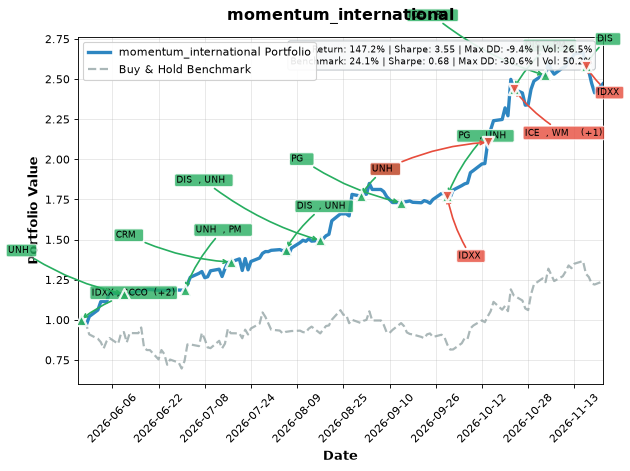 momentum_international
DIS
2.75
2.50
2.25
2.00
1.75
1.50
1.25
1.00
0.75
momentum_international Portfolio
Buy & Hold Benchmark
Return: 147.2% | Sharpe: 3.55 | Max DD: -9.4% | Vol: 26.5%
Benchmark: 24.1% | Sharpe: 0.68 | Max DD: -30.6% | Vol: 50.2%
IDXX
ICE , WM (+1)
PG , UNH
PG
UNH
DIS , UNH
DIS , UNH
UNH , PM
CRM
UNH
IDXX
Portfolio Value
2026-06-06
2026-06-22
2026-07-08
2026-07-24
2026-08-09
2026-08-25
2026-09-10
2026-09-26
2026-10-12
2026-10-28
2026-11-13
Date